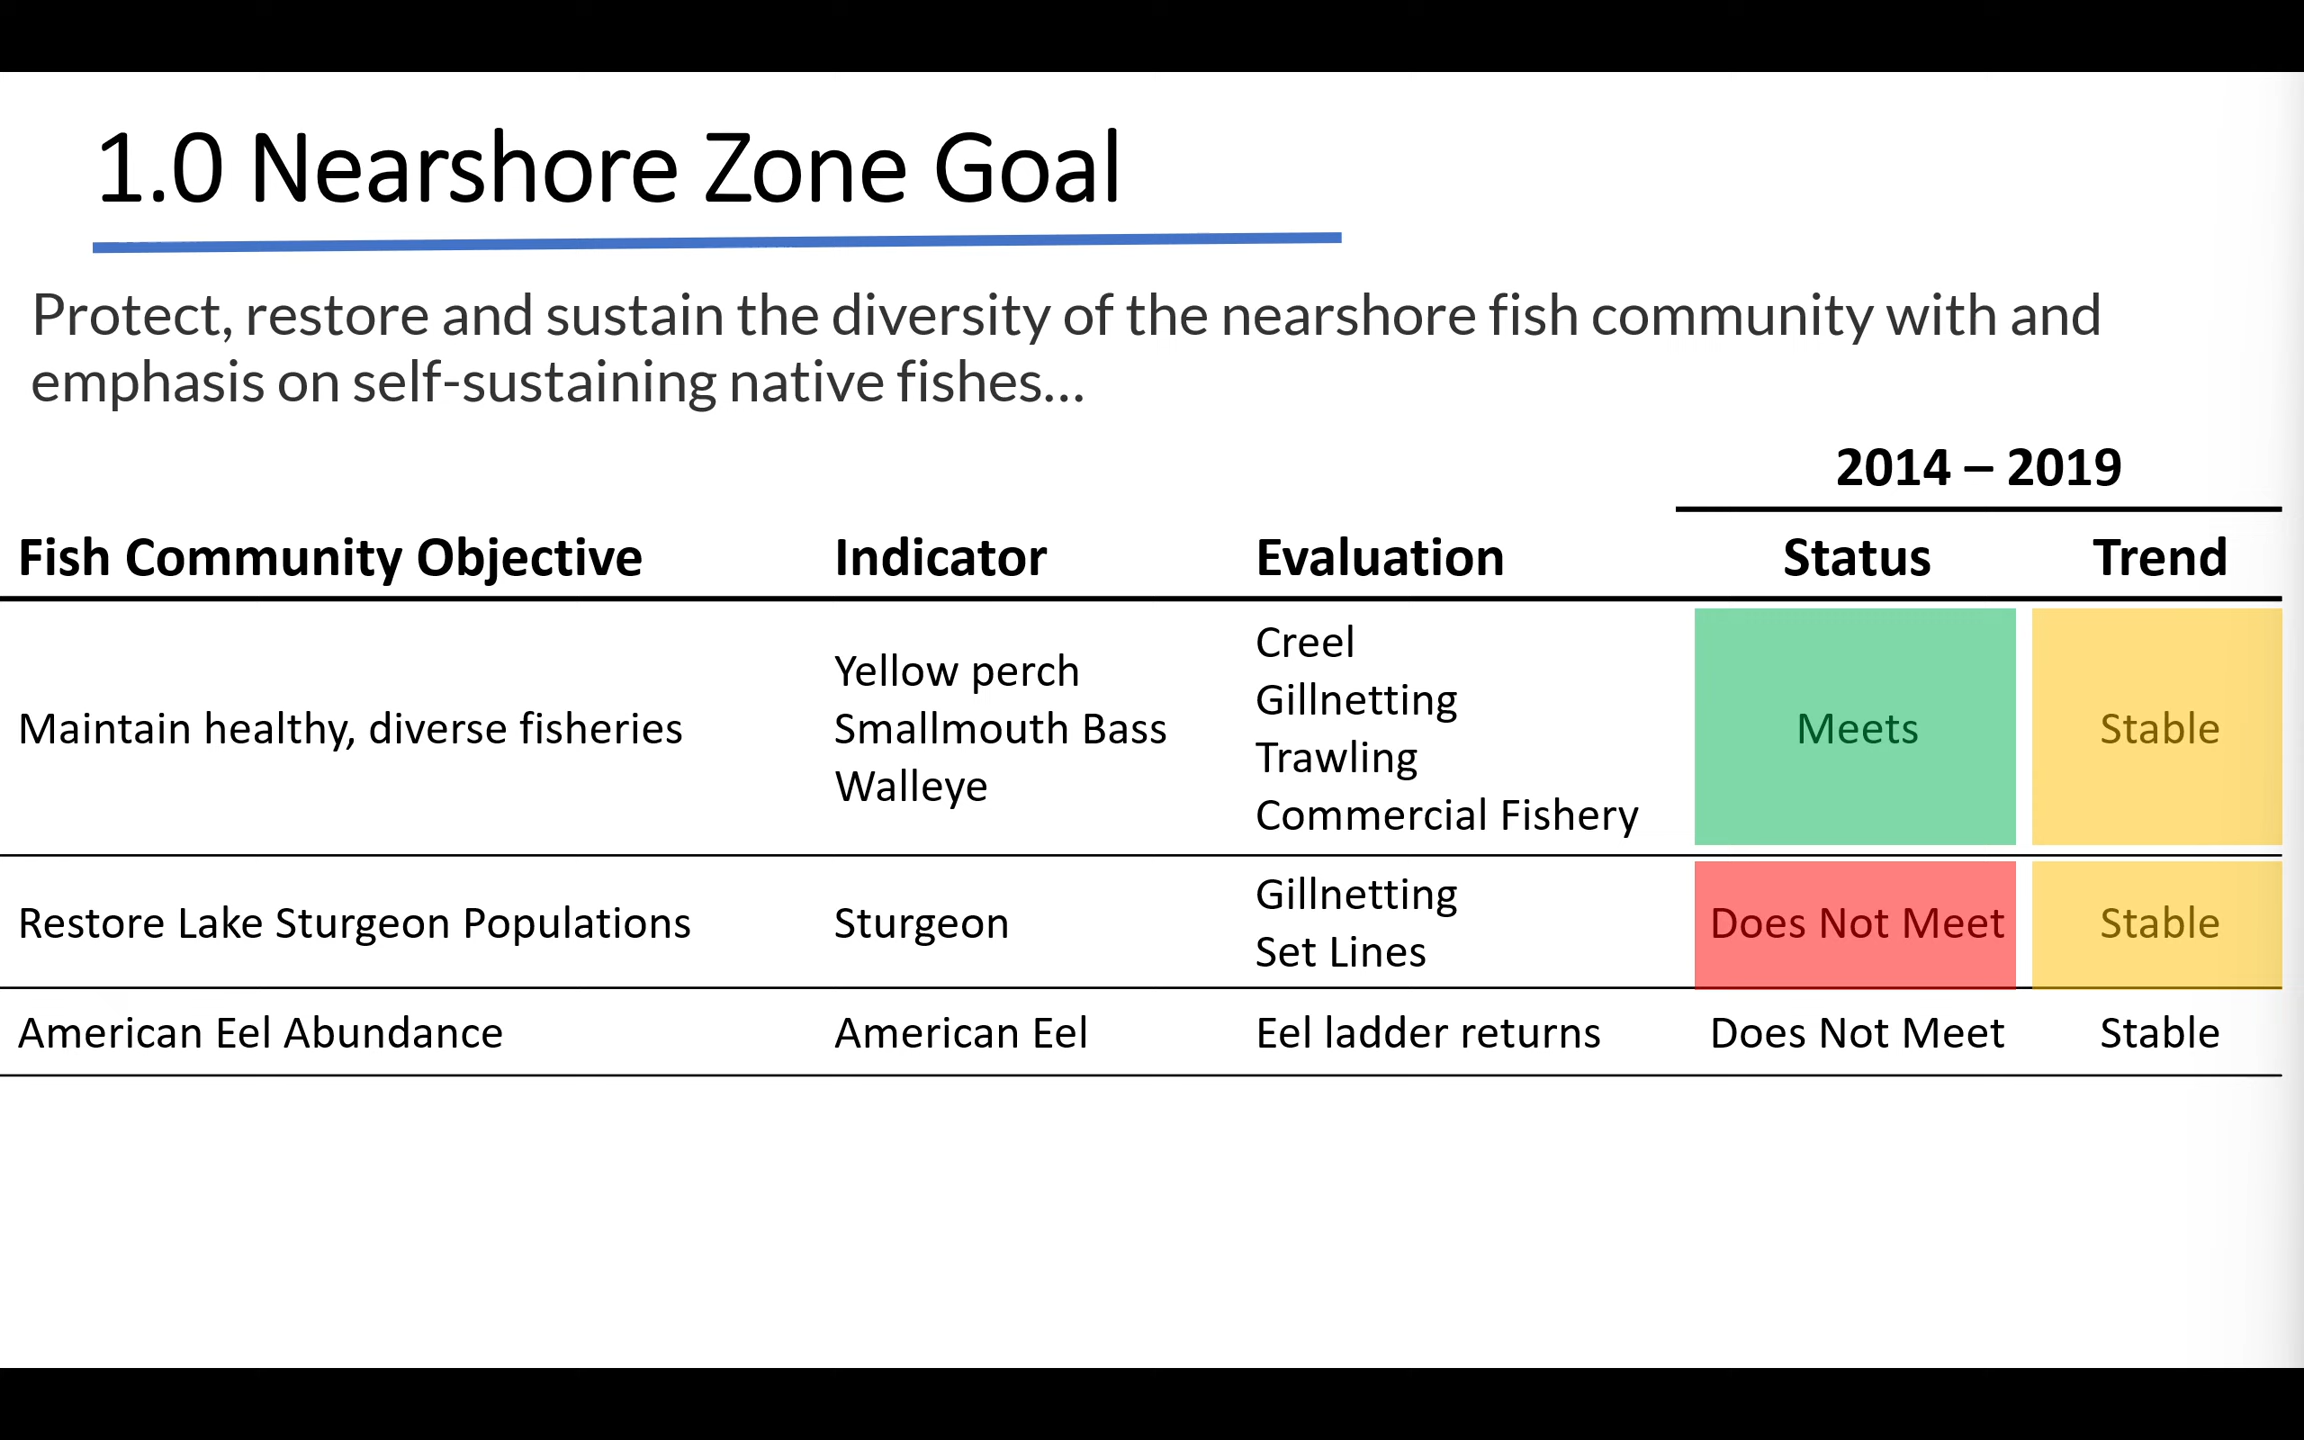 1.0 Nearshore Zone Goal
Protect, restore and sustain the diversity of the nearshore fish community with and
emphasis on self-sustaining native fishes...
2014 – 2019
Fish Community Objective Indicator Evaluation Status Trend
Maintain healthy, diverse fisheries
Yellow perch
Smallmouth Bass
Walleye
Creel
Gillnetting
Trawling
Commercial Fishery
Meets
Stable
Restore Lake Sturgeon Populations
Sturgeon
Gillnetting
Set Lines
Does Not Meet
Stable
American Eel Abundance American Eel Eel ladder returns Does Not Meet Stable